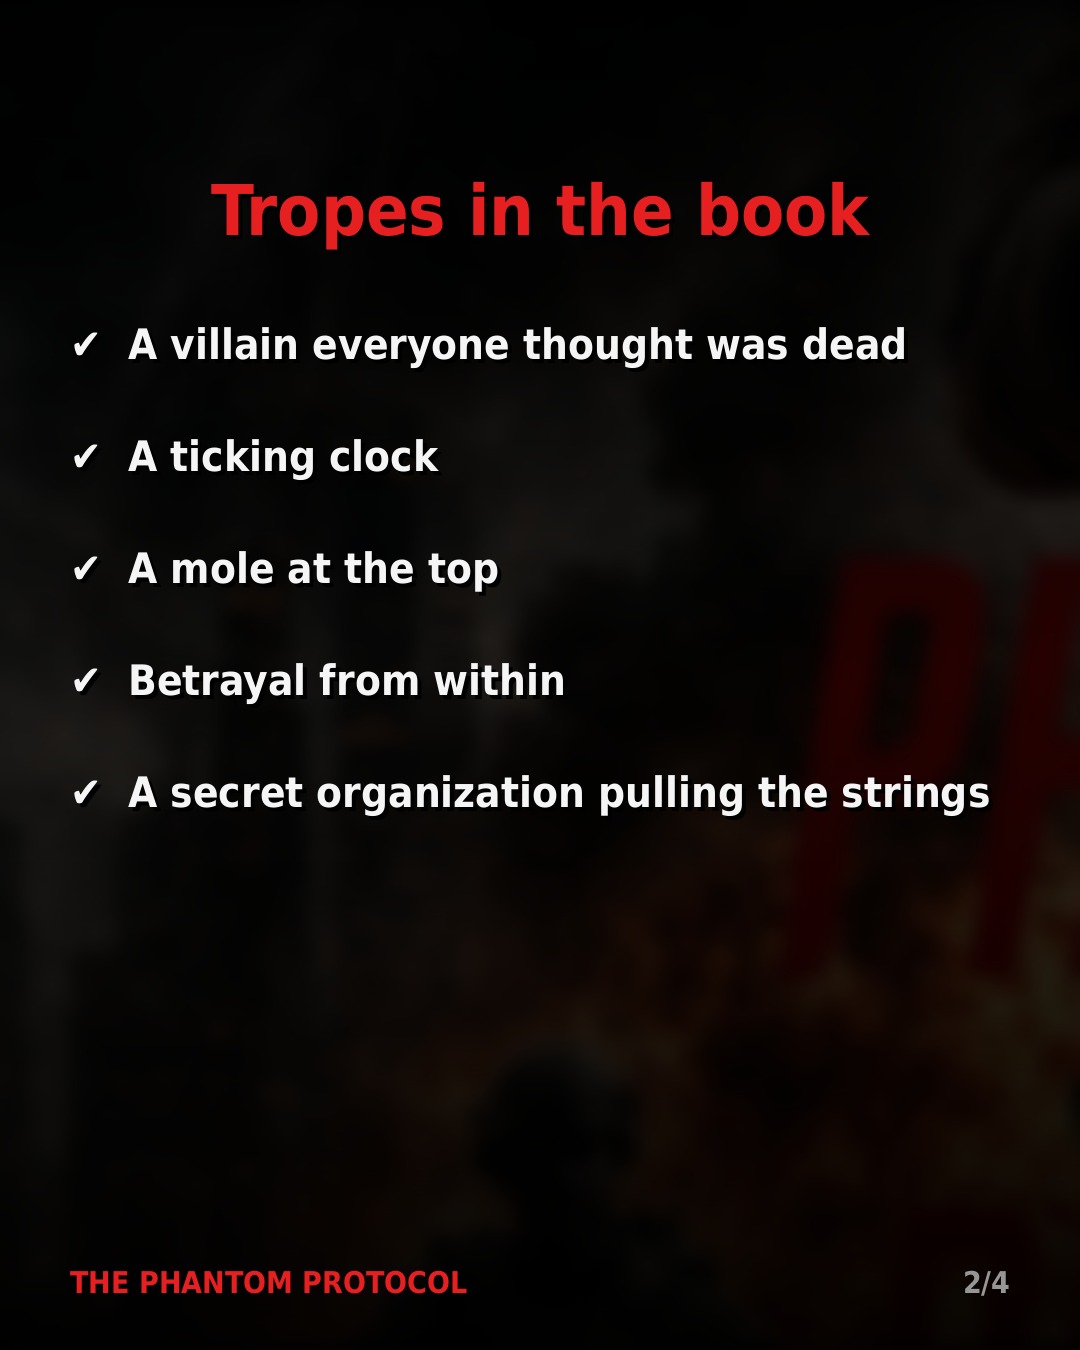 Tropes in the book
✔ A villain everyone thought was dead
✔ A ticking clock
✔ A mole at the top
✔ Betrayal from within
✔ A secret organization pulling the strings
PA
THE PHANTOM PROTOCOL
2/4